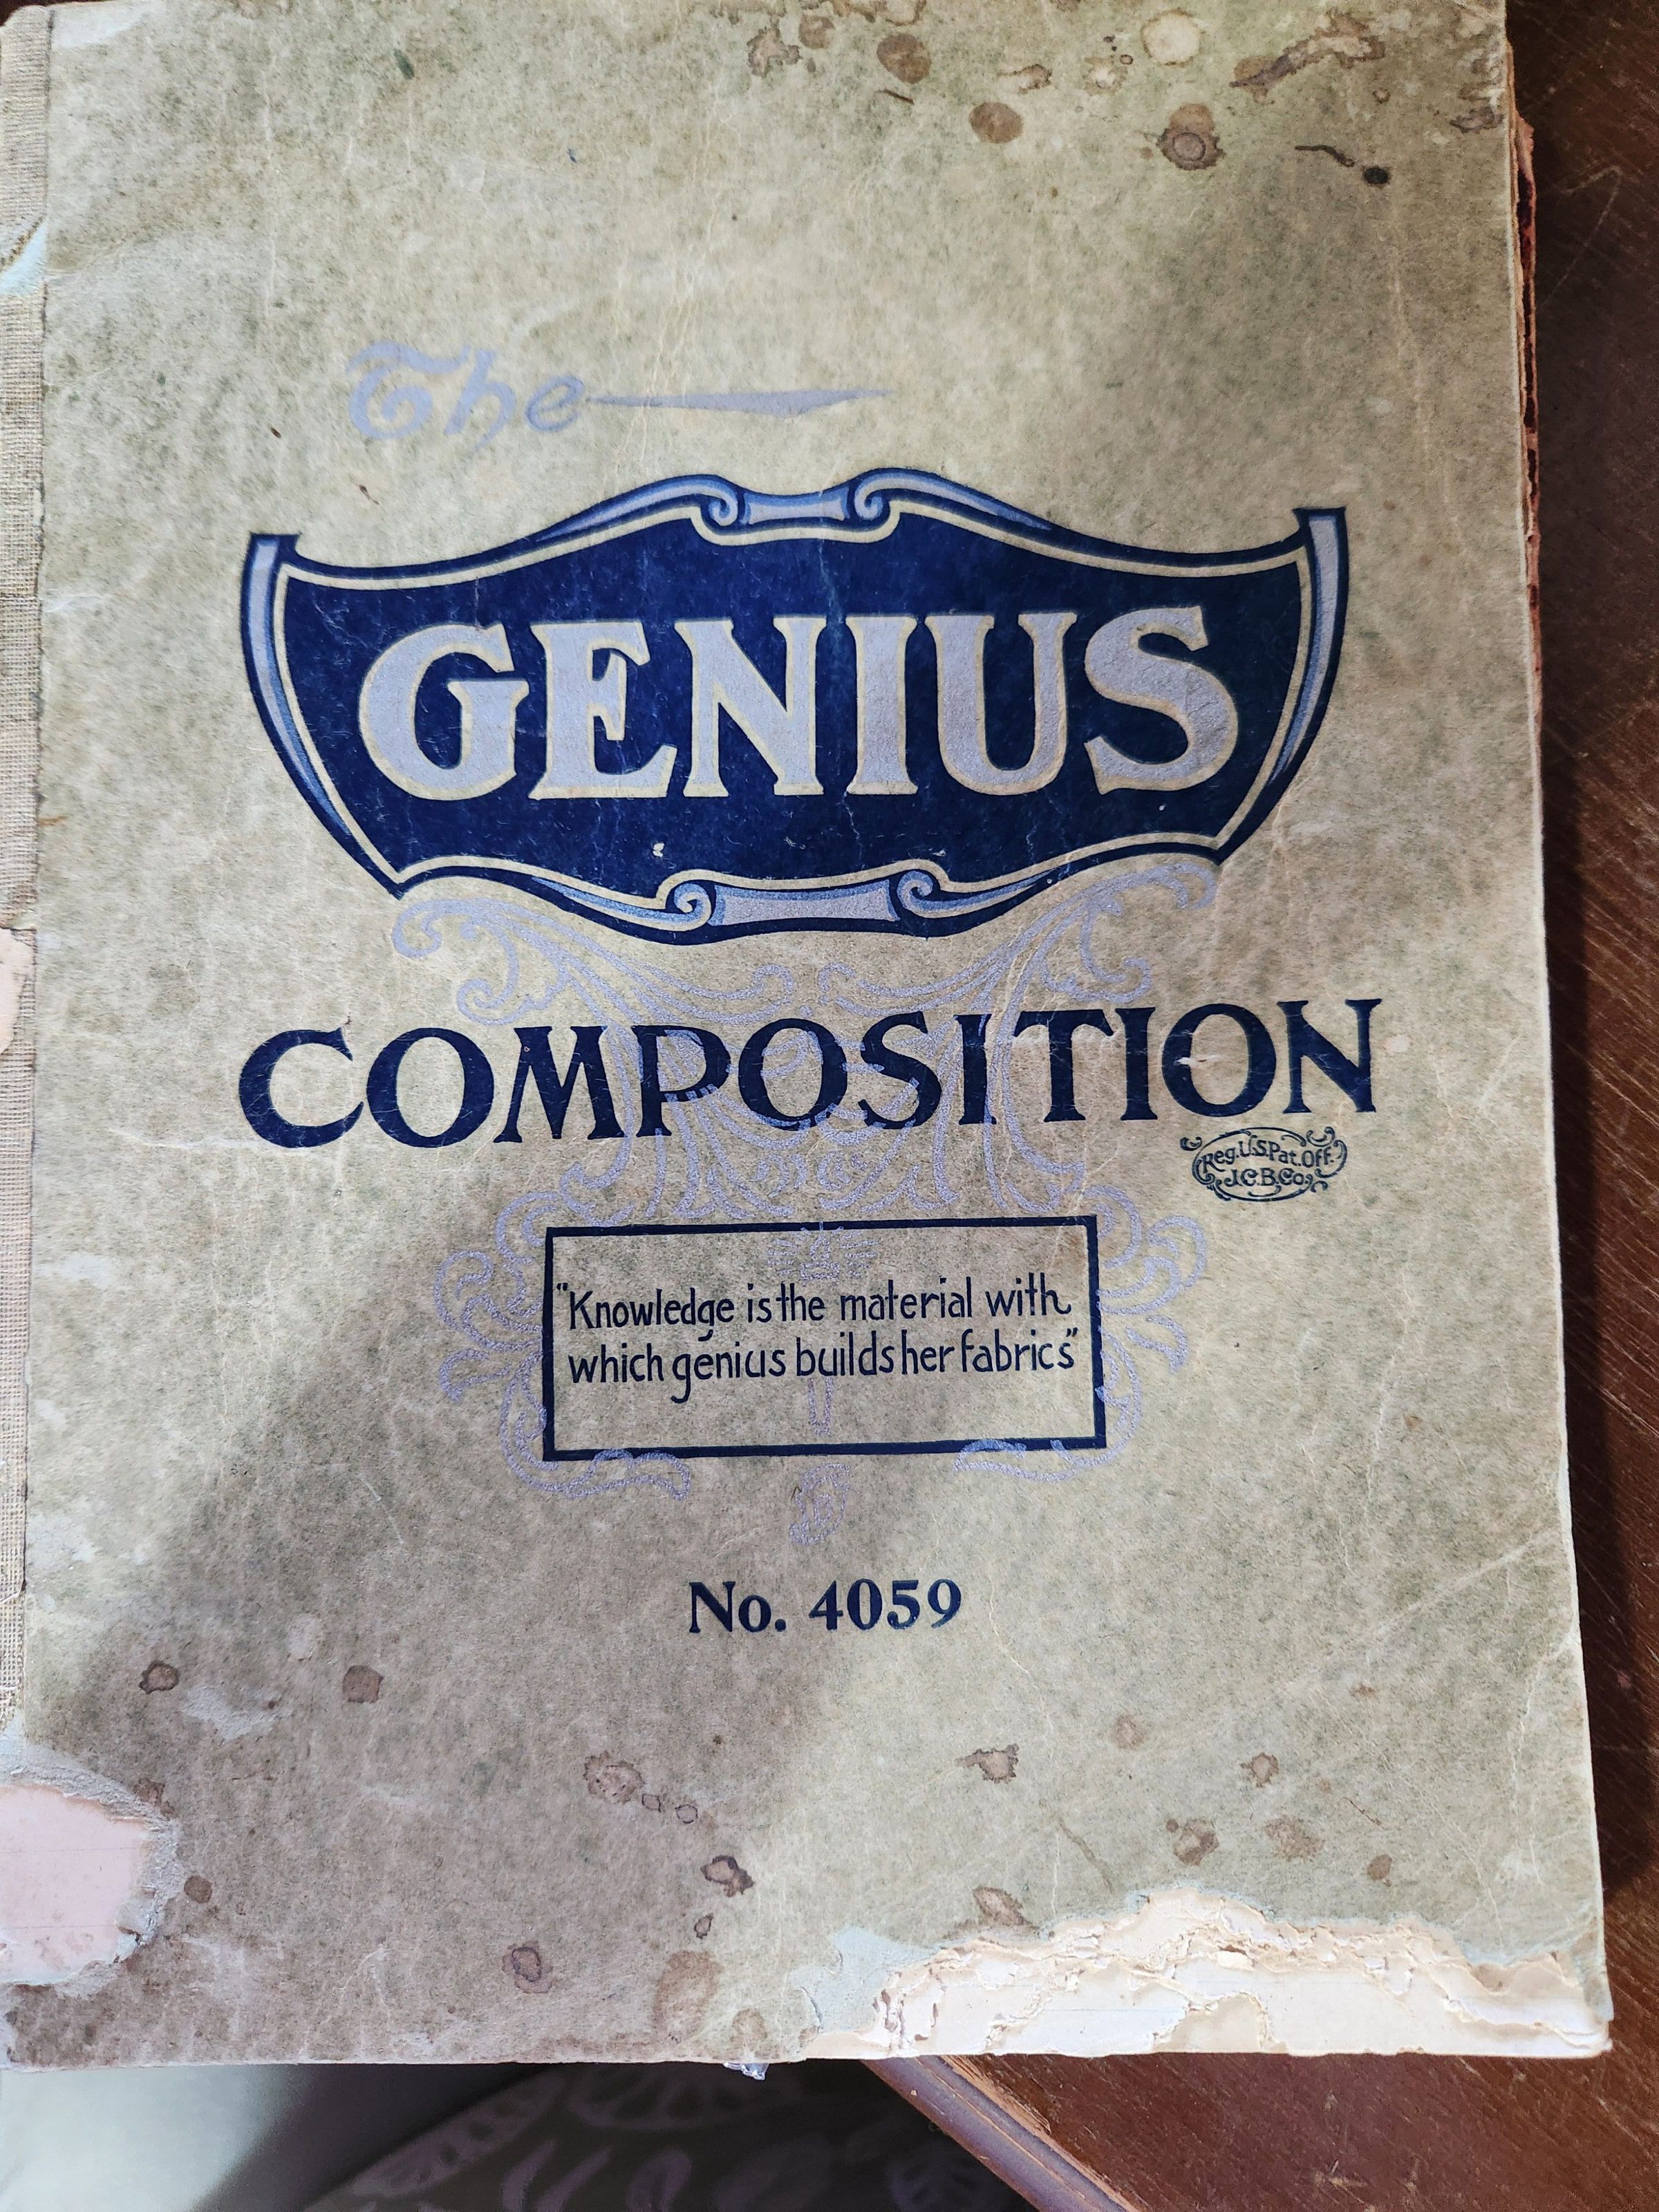 The
GENIUS
COMPOSITION
Reg.U.S.Pat.Off.
J.C.B.Co.
"Knowledge is the material with
which genius builds her fabrics"
No. 4059